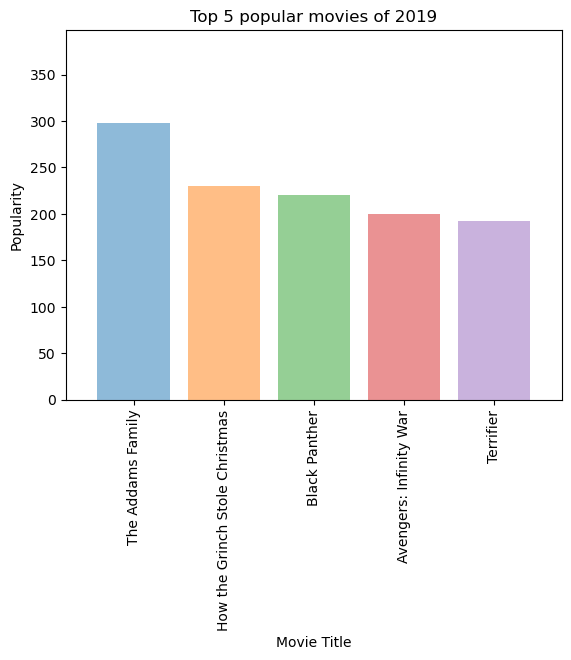 Top 5 popular movies of 2019
Popularity
350
300
250
200
150
100
50
0
The Addams Family
How the Grinch Stole Christmas
Black Panther
Avengers: Infinity War
Terrifier
Movie Title